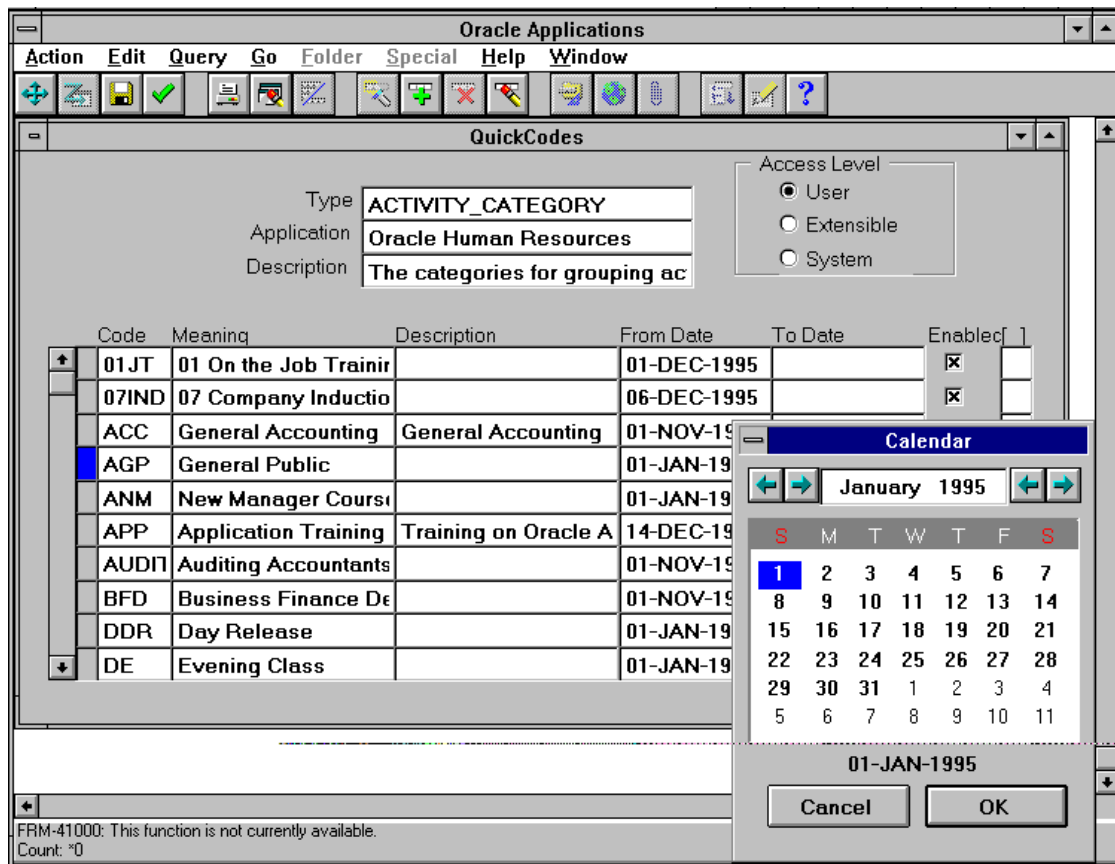 Oracle Applications
Action Edit Query Go Folder Special Help Window
?
QuickCodes
Access Level
Type ACTIVITY_CATEGORY
User
Application Oracle Human Resources
Extensible
Description The categories for grouping ac
System
Code Meaning Description From Date To Date Enabled[ ]
01JT 01 On the Job Trainin 01-DEC-1995
07IND 07 Company Inductio 06-DEC-1995
ACC General Accounting General Accounting 01-NOV-19
AGP General Public 01-JAN-19
ANM New Manager Course 01-JAN-19
APP Application Training Training on Oracle A 14-DEC-19
AUDIT Auditing Accountants 01-NOV-19
BFD Business Finance De 01-NOV-19
DDR Day Release 01-JAN-19
DE Evening Class 01-JAN-19
Calendar
January 1995
S M T W T F S
1 2 3 4 5 6 7
8 9 10 11 12 13 14
15 16 17 18 19 20 21
22 23 24 25 26 27 28
29 30 31 1 2 3 4
5 6 7 8 9 10 11
01-JAN-1995
Cancel OK
FRM-41000: This function is not currently available.
Count: *0